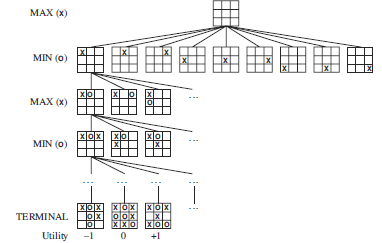 MAX (X)
MIN (O)
X X X
X X X
X X X
MAX (X)
X O X O X
O
...
MIN (O)
X O X X O X O
X X
...
... ... ... ...
TERMINAL
X O X X O X X O X
O X O O X X
O X X O X O O
...
Utility −1 0 +1